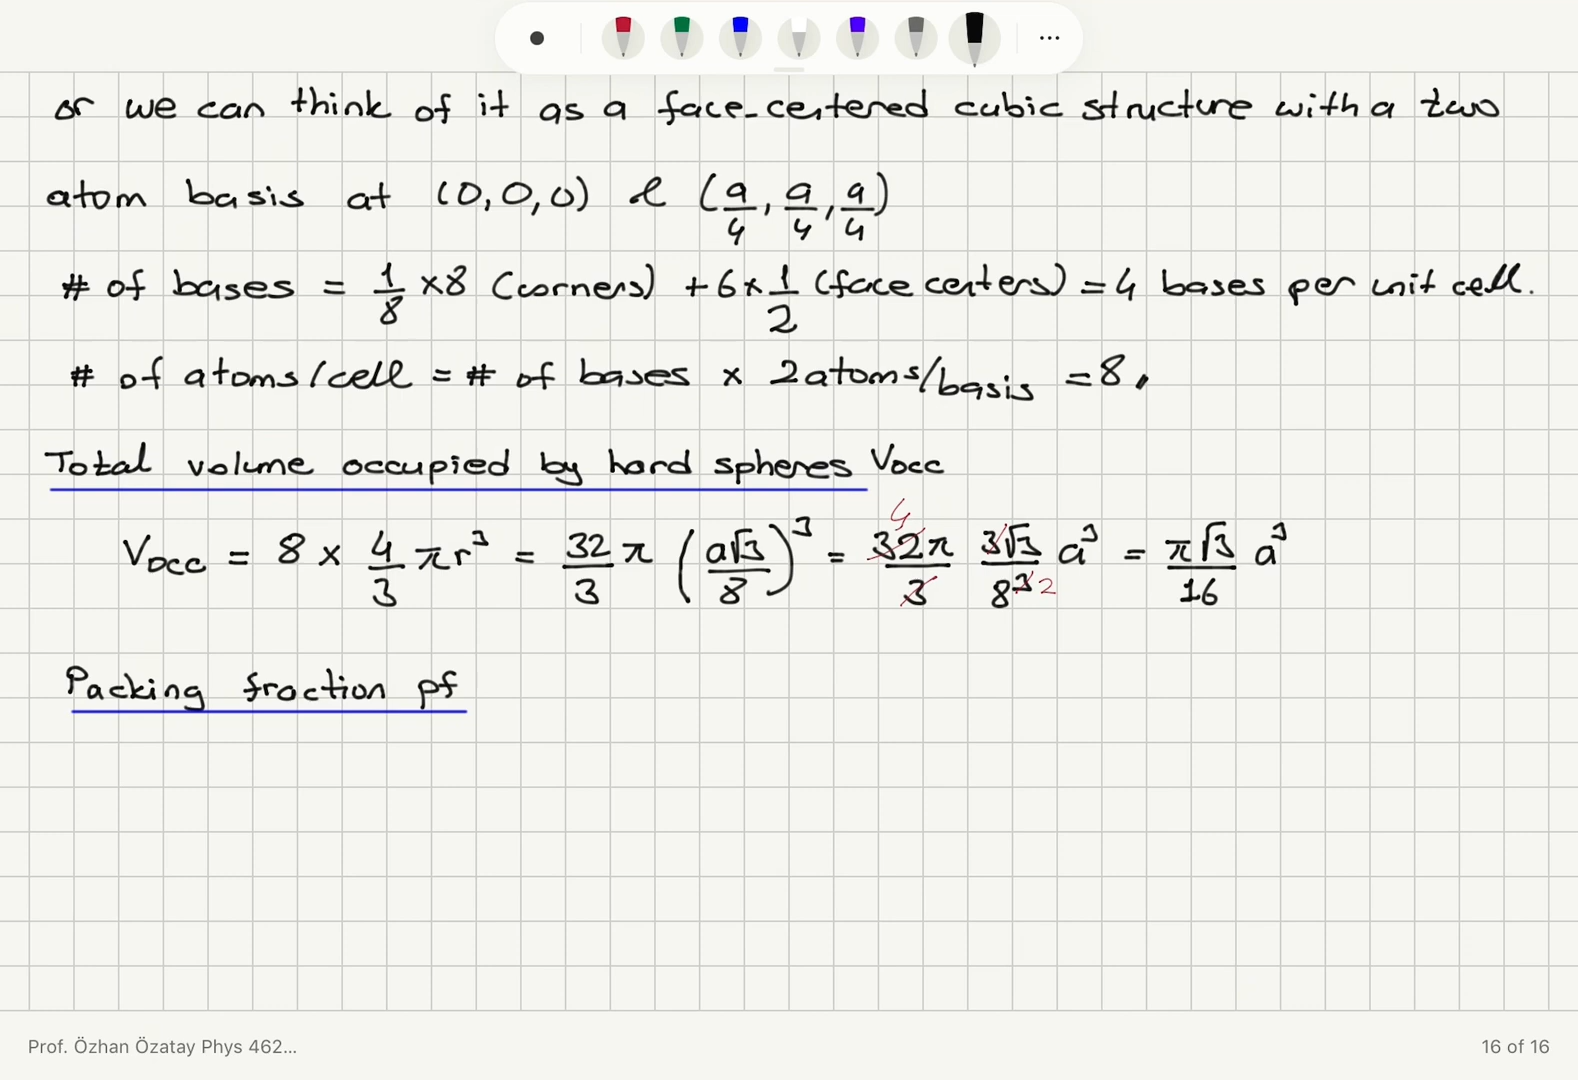 or we can think of it as a face-centered cubic structure with a two
atom basis at (0,0,0) & (a/4, a/4, a/4)
# of bases = 1/8 x8 (corners) + 6x1/2 (face centers) = 4 bases per unit cell.
# of atoms/cell = # of bases x 2atoms/basis = 8.
Total volume occupied by hard spheres Vocc
Vocc = 8 x 4/3 πr³ = 32/3 π (a√3/8)³ = 4 32π/3 3√3/8³ 2 a³ = π√3/16 a³
Packing fraction pf
Prof. Özhan Özatay Phys 462...
16 of 16